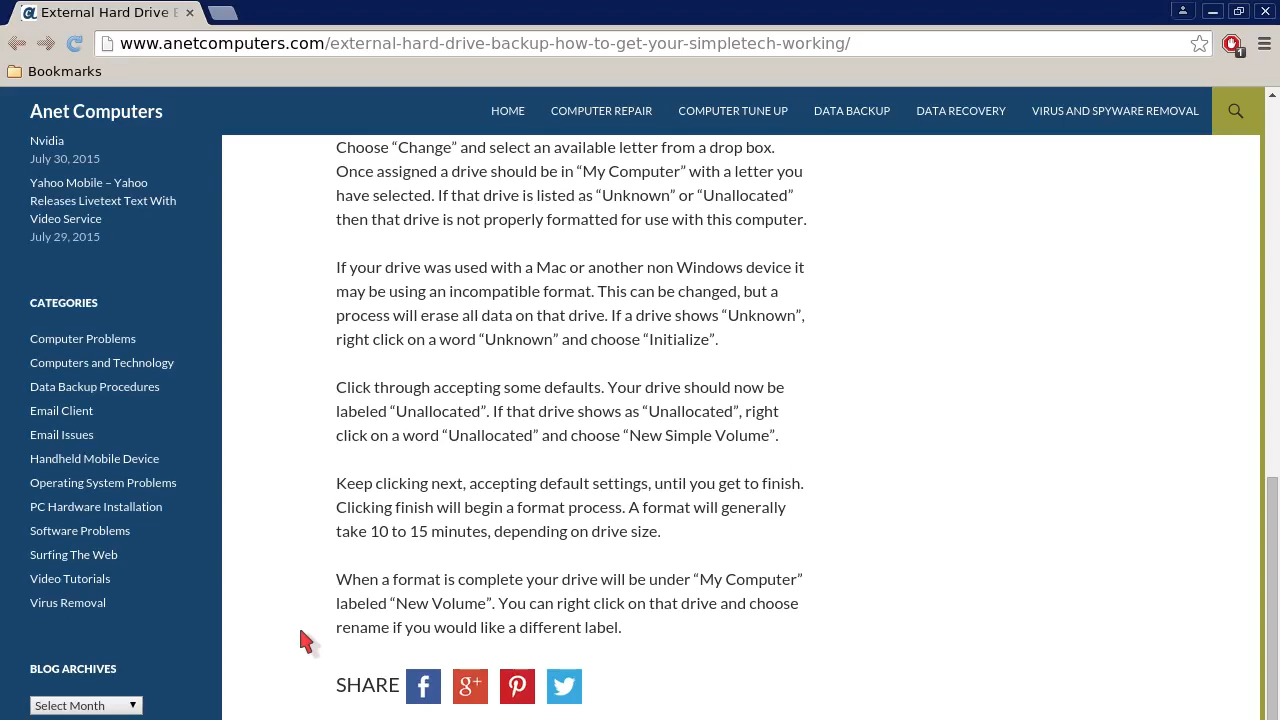 External Hard Drive B
www.anetcomputers.com/external-hard-drive-backup-how-to-get-your-simpletech-working/
1
Bookmarks
Anet Computers
HOME COMPUTER REPAIR COMPUTER TUNE UP DATA BACKUP DATA RECOVERY VIRUS AND SPYWARE REMOVAL
Nvidia
July 30, 2015
Yahoo Mobile – Yahoo
Releases Livetext Text With
Video Service
July 29, 2015
CATEGORIES
Computer Problems
Computers and Technology
Data Backup Procedures
Email Client
Email Issues
Handheld Mobile Device
Operating System Problems
PC Hardware Installation
Software Problems
Surfing The Web
Video Tutorials
Virus Removal
BLOG ARCHIVES
Select Month
Choose “Change” and select an available letter from a drop box.
Once assigned a drive should be in “My Computer” with a letter you
have selected. If that drive is listed as “Unknown” or “Unallocated”
then that drive is not properly formatted for use with this computer.
If your drive was used with a Mac or another non Windows device it
may be using an incompatible format. This can be changed, but a
process will erase all data on that drive. If a drive shows “Unknown”,
right click on a word “Unknown” and choose “Initialize”.
Click through accepting some defaults. Your drive should now be
labeled “Unallocated”. If that drive shows as “Unallocated”, right
click on a word “Unallocated” and choose “New Simple Volume”.
Keep clicking next, accepting default settings, until you get to finish.
Clicking finish will begin a format process. A format will generally
take 10 to 15 minutes, depending on drive size.
When a format is complete your drive will be under “My Computer”
labeled “New Volume”. You can right click on that drive and choose
rename if you would like a different label.
SHARE